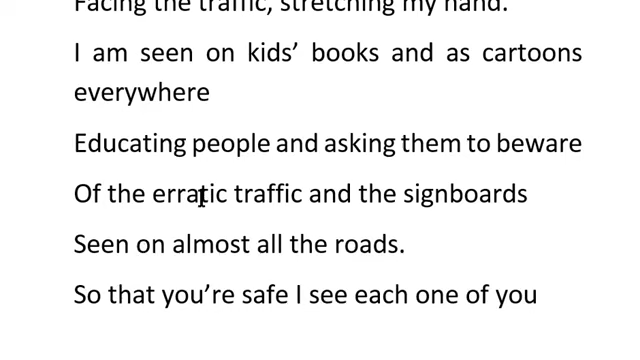 Facing the traffic, stretching my hand.
I am seen on kids’ books and as cartoons
everywhere
Educating people and asking them to beware
Of the erratic traffic and the signboards
Seen on almost all the roads.
So that you’re safe I see each one of you